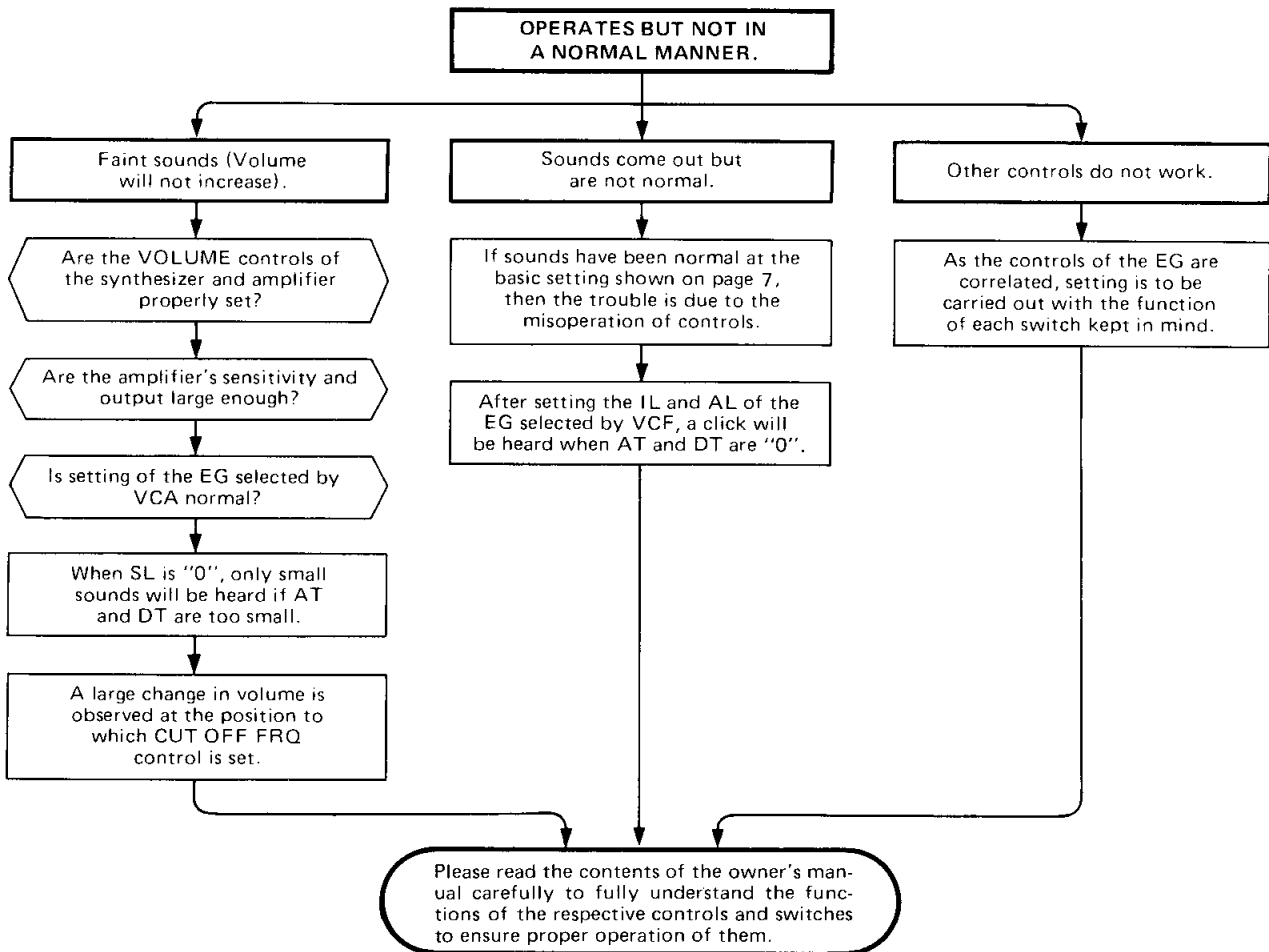 OPERATES BUT NOT IN
A NORMAL MANNER.
Faint sounds (Volume
will not increase).
Are the VOLUME controls of
the synthesizer and amplifier
properly set?
Are the amplifier's sensitivity and
output large enough?
Is setting of the EG selected by
VCA normal?
When SL is "0", only small
sounds will be heard if AT
and DT are too small.
A large change in volume is
observed at the position to
which CUT OFF FRQ
control is set.
Sounds come out but
are not normal.
If sounds have been normal at the
basic setting shown on page 7,
then the trouble is due to the
misoperation of controls.
After setting the IL and AL of the
EG selected by VCF, a click will
be heard when AT and DT are "0".
Other controls do not work.
As the controls of the EG are
correlated, setting is to be
carried out with the function
of each switch kept in mind.
Please read the contents of the owner's man-
ual carefully to fully understand the func-
tions of the respective controls and switches
to ensure proper operation of them.